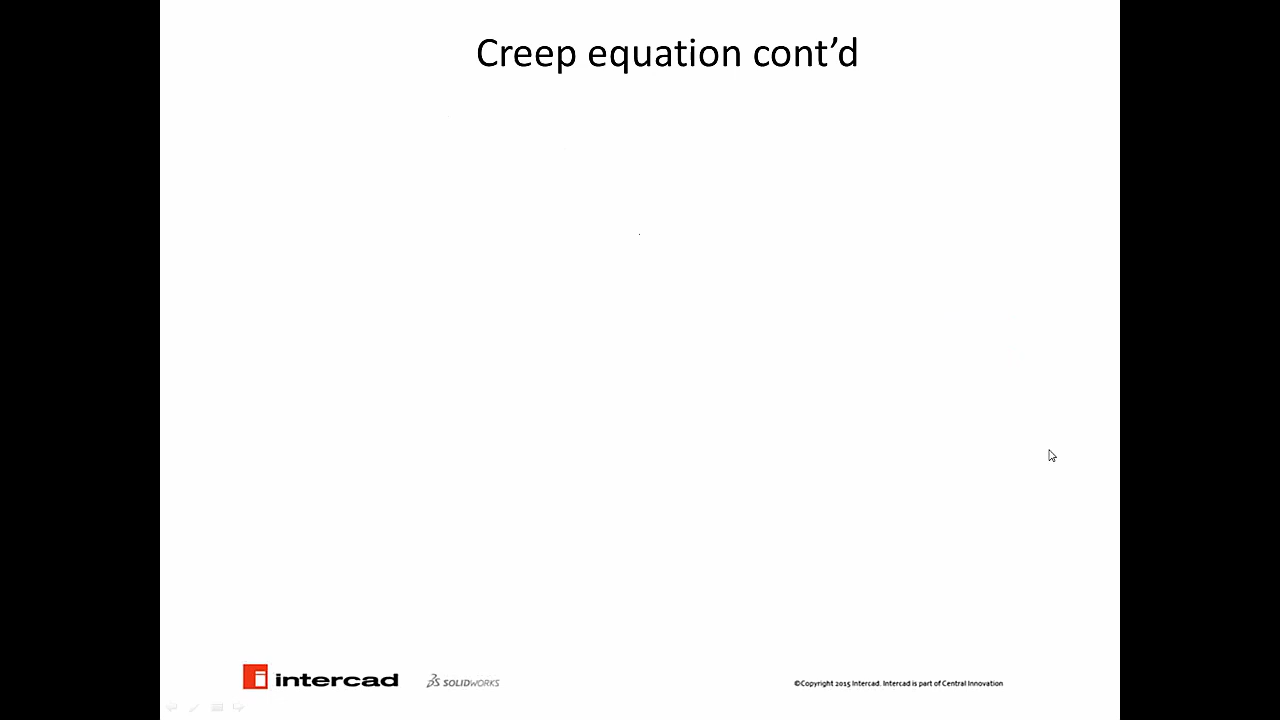 Creep equation cont’d
intercad
SOLIDWORKS
©Copyright 2015 Intercad. Intercad is part of Central Innovation